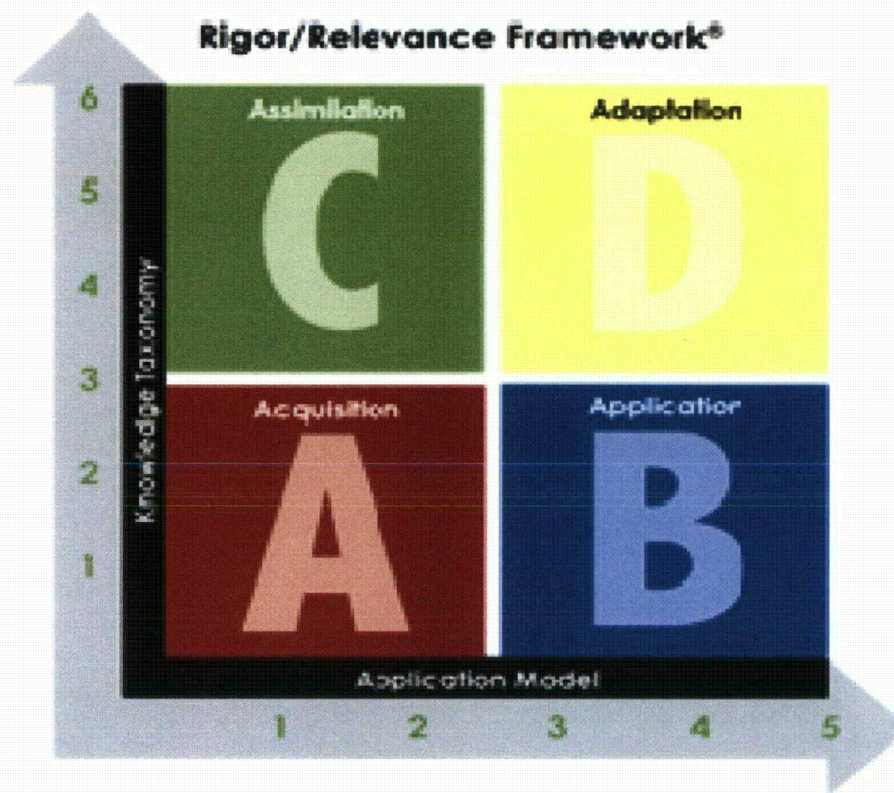 Rigor/Relevance Framework®
6
5
4
3
2
1
Knowledge Taxonomy
Assimilation
C
Adaptation
D
Acquisition
A
Application
B
Application Model
1
2
3
4
5